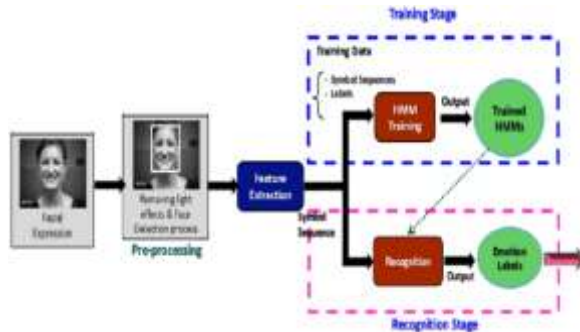 Training Stage
Training Data
- Symbol Sequences
- Labels
HMM
Training
Output
Trained
HMMs
Facial
Expression
Removing light
effects & Face
Detection process
Pre-processing
Feature
Extraction
Symbol
Sequence
Recognition
Output
Emotion
Labels
Recognition Stage